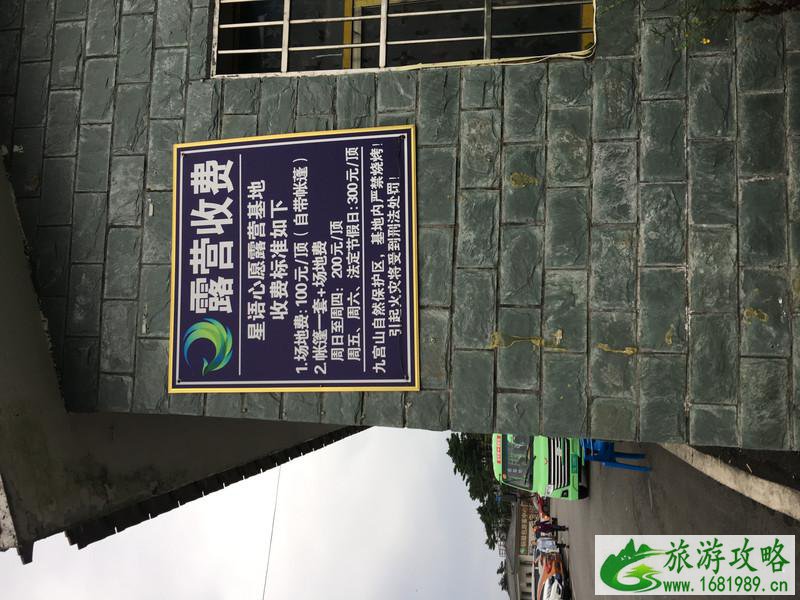 露营收费
星语心愿露营基地
收费标准如下
1.场地费：100元/顶（自带帐篷）
2.帐篷一套+场地费
周日至周四：200元/顶
周五、周六、法定节假日：300元/顶
九宫山自然保护区，基地内严禁烧烤！
引起火灾将受到刑法处罚！
旅游攻略
www.1681989.cn